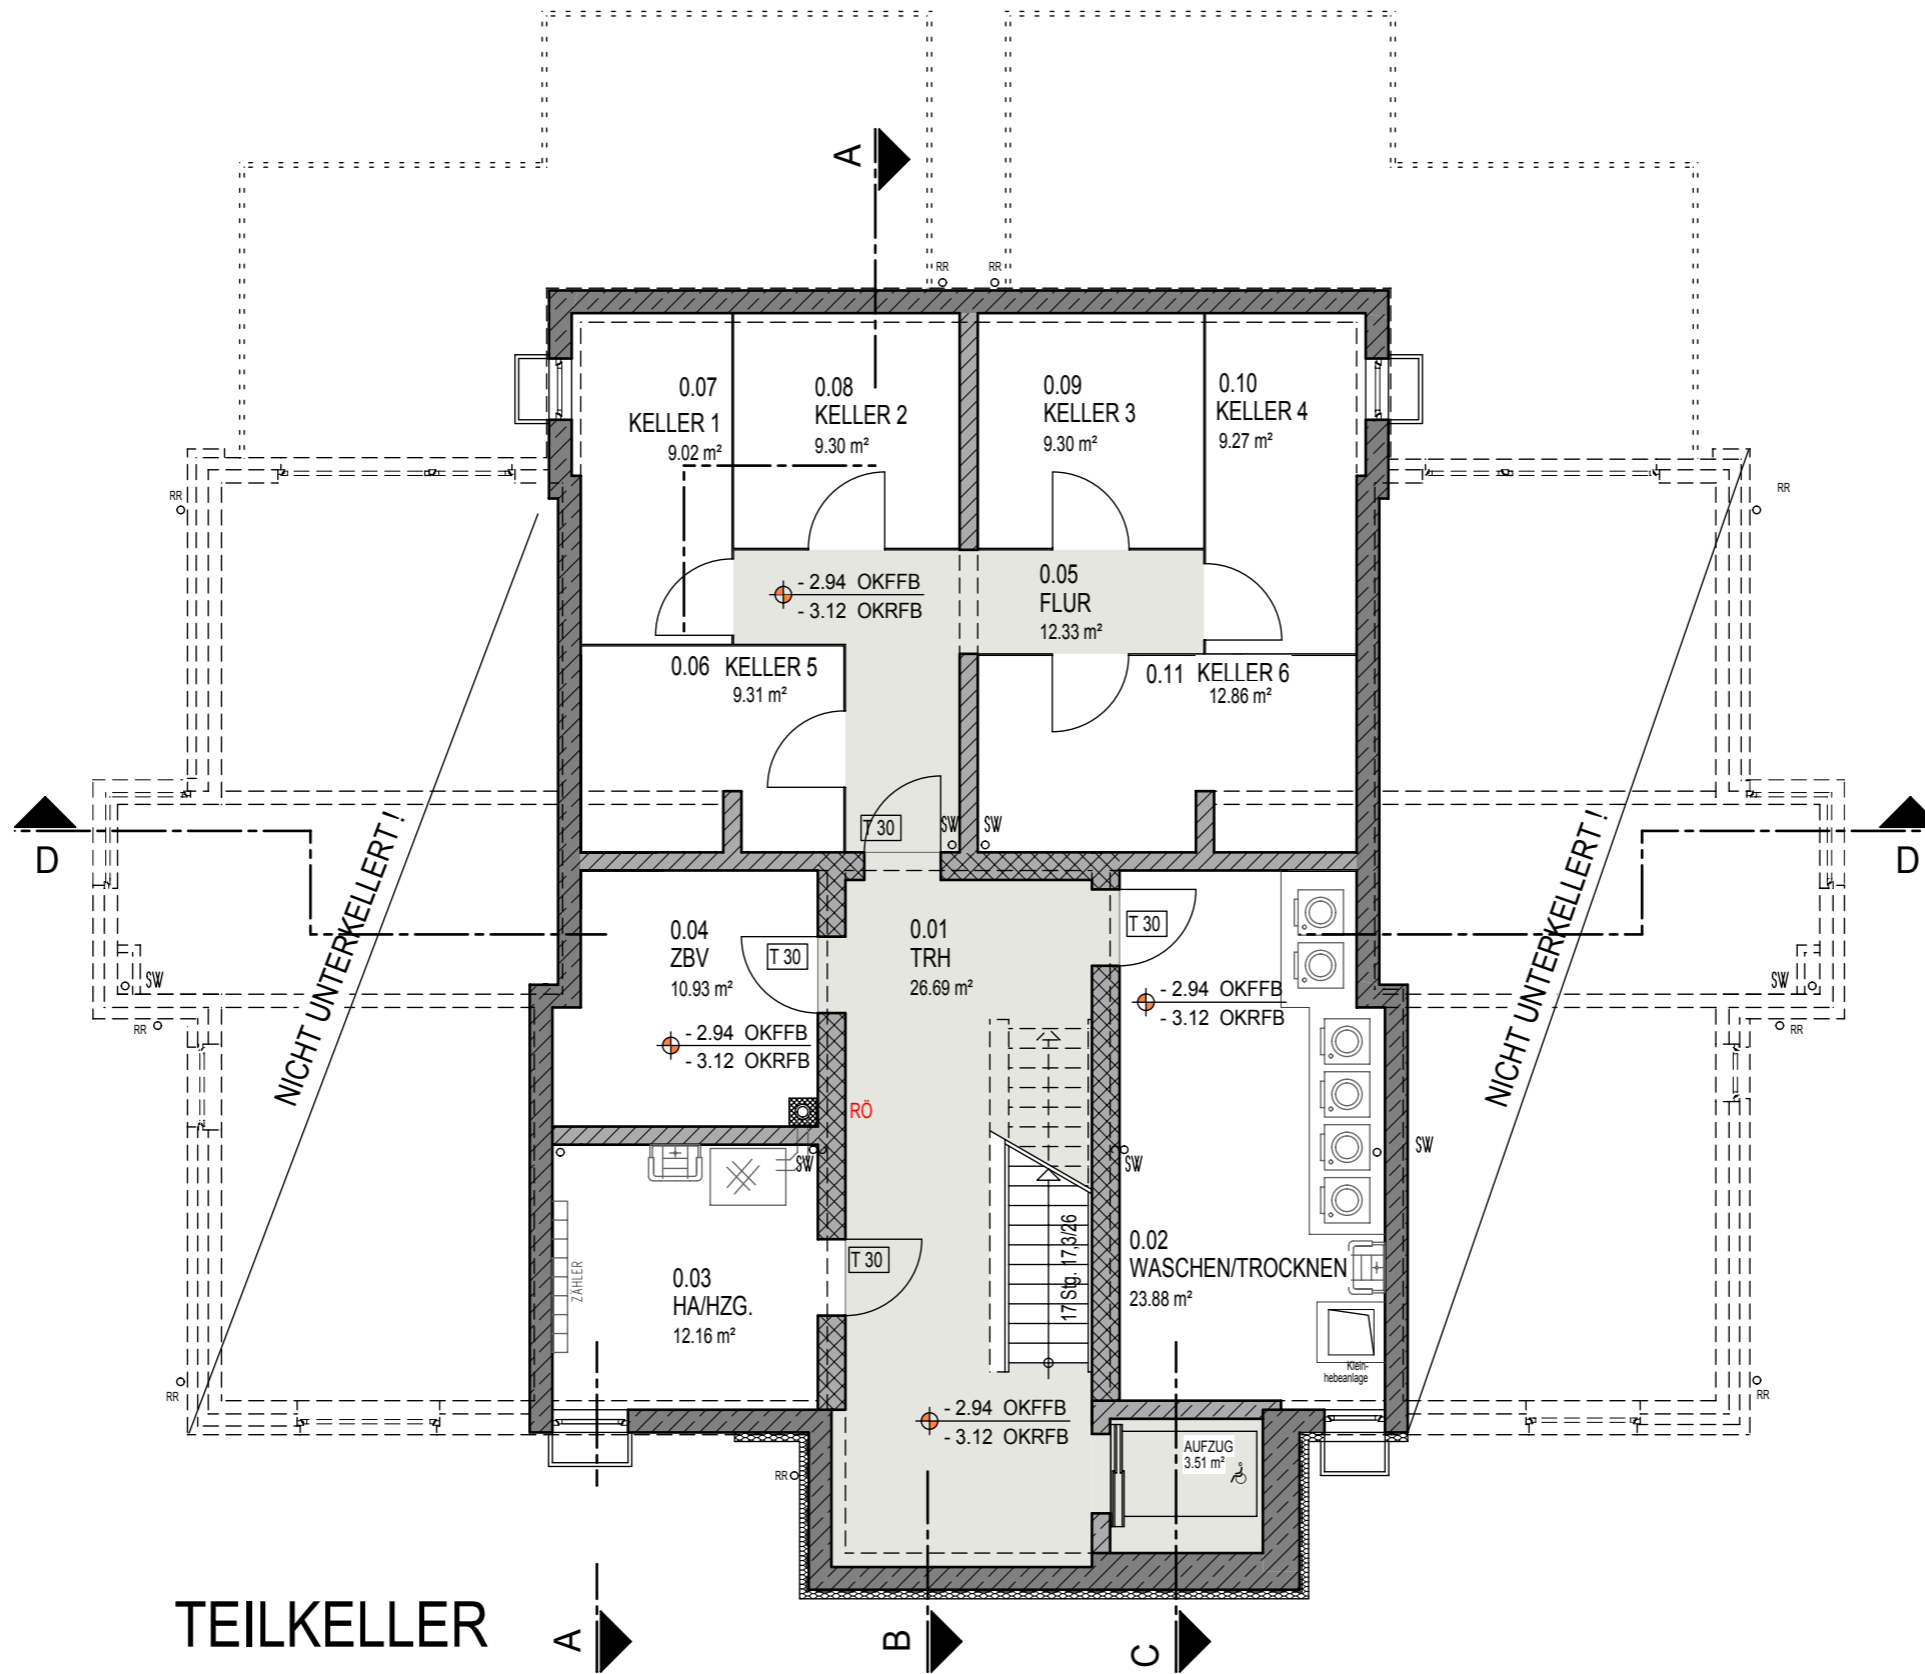 A
RR RR
0.07
KELLER 1
9.02 m²
0.08
KELLER 2
9.30 m²
0.09
KELLER 3
9.30 m²
0.10
KELLER 4
9.27 m²
RR
RR
- 2.94 OKFFB
- 3.12 OKRFB
0.05
FLUR
12.33 m²
0.06 KELLER 5
9.31 m²
0.11 KELLER 6
12.86 m²
NICHT UNTERKELLERT !
NICHT UNTERKELLERT !
T 30
SW SW
D
D
0.04
ZBV
10.93 m²
T 30
0.01
TRH
26.69 m²
T 30
- 2.94 OKFFB
- 3.12 OKRFB
- 2.94 OKFFB
- 3.12 OKRFB
SW
SW
RR
RR
RÖ
SW
SW
SW
17 Stg. 17,3/26
T 30
ZÄHLER
0.03
HA/HZG.
12.16 m²
0.02
WASCHEN/TROCKNEN
23.88 m²
Klein-
hebeanlage
RR
RR
- 2.94 OKFFB
- 3.12 OKRFB
AUFZUG
3.51 m²
RR
TEILKELLER
A
B
C